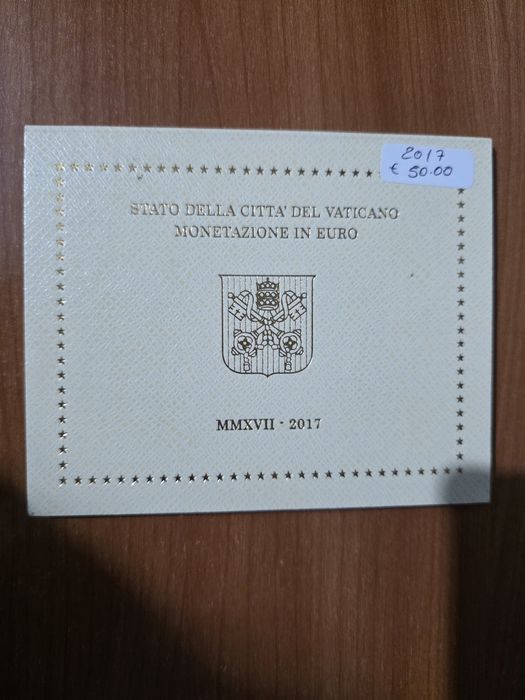 2017
€ 50.00
STATO DELLA CITTA' DEL VATICANO
MONETAZIONE IN EURO
MMXVII - 2017